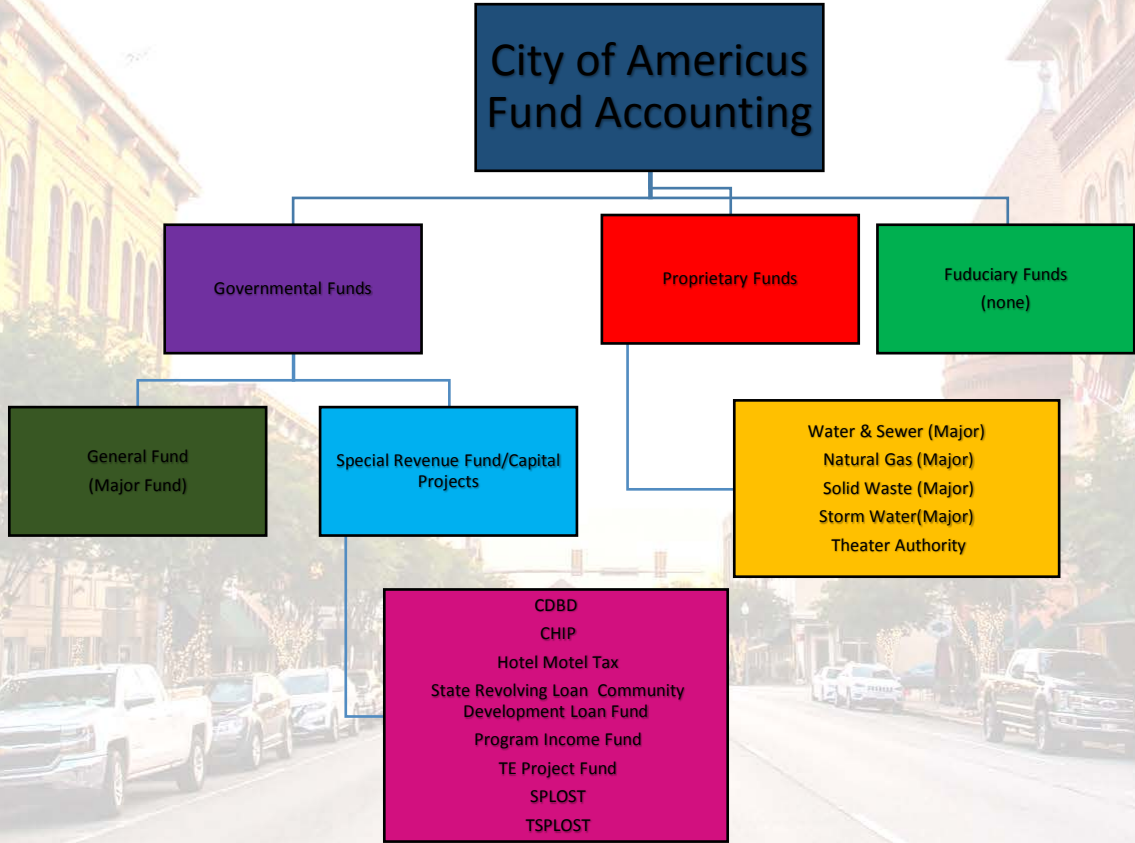 City of Americus
Fund Accounting
Governmental Funds
Proprietary Funds
Fuduciary Funds
(none)
General Fund
(Major Fund)
Special Revenue Fund/Capital
Projects
Water & Sewer (Major)
Natural Gas (Major)
Solid Waste (Major)
Storm Water(Major)
Theater Authority
CDBD
CHIP
Hotel Motel Tax
State Revolving Loan Community
Development Loan Fund
Program Income Fund
TE Project Fund
SPLOST
TSPLOST